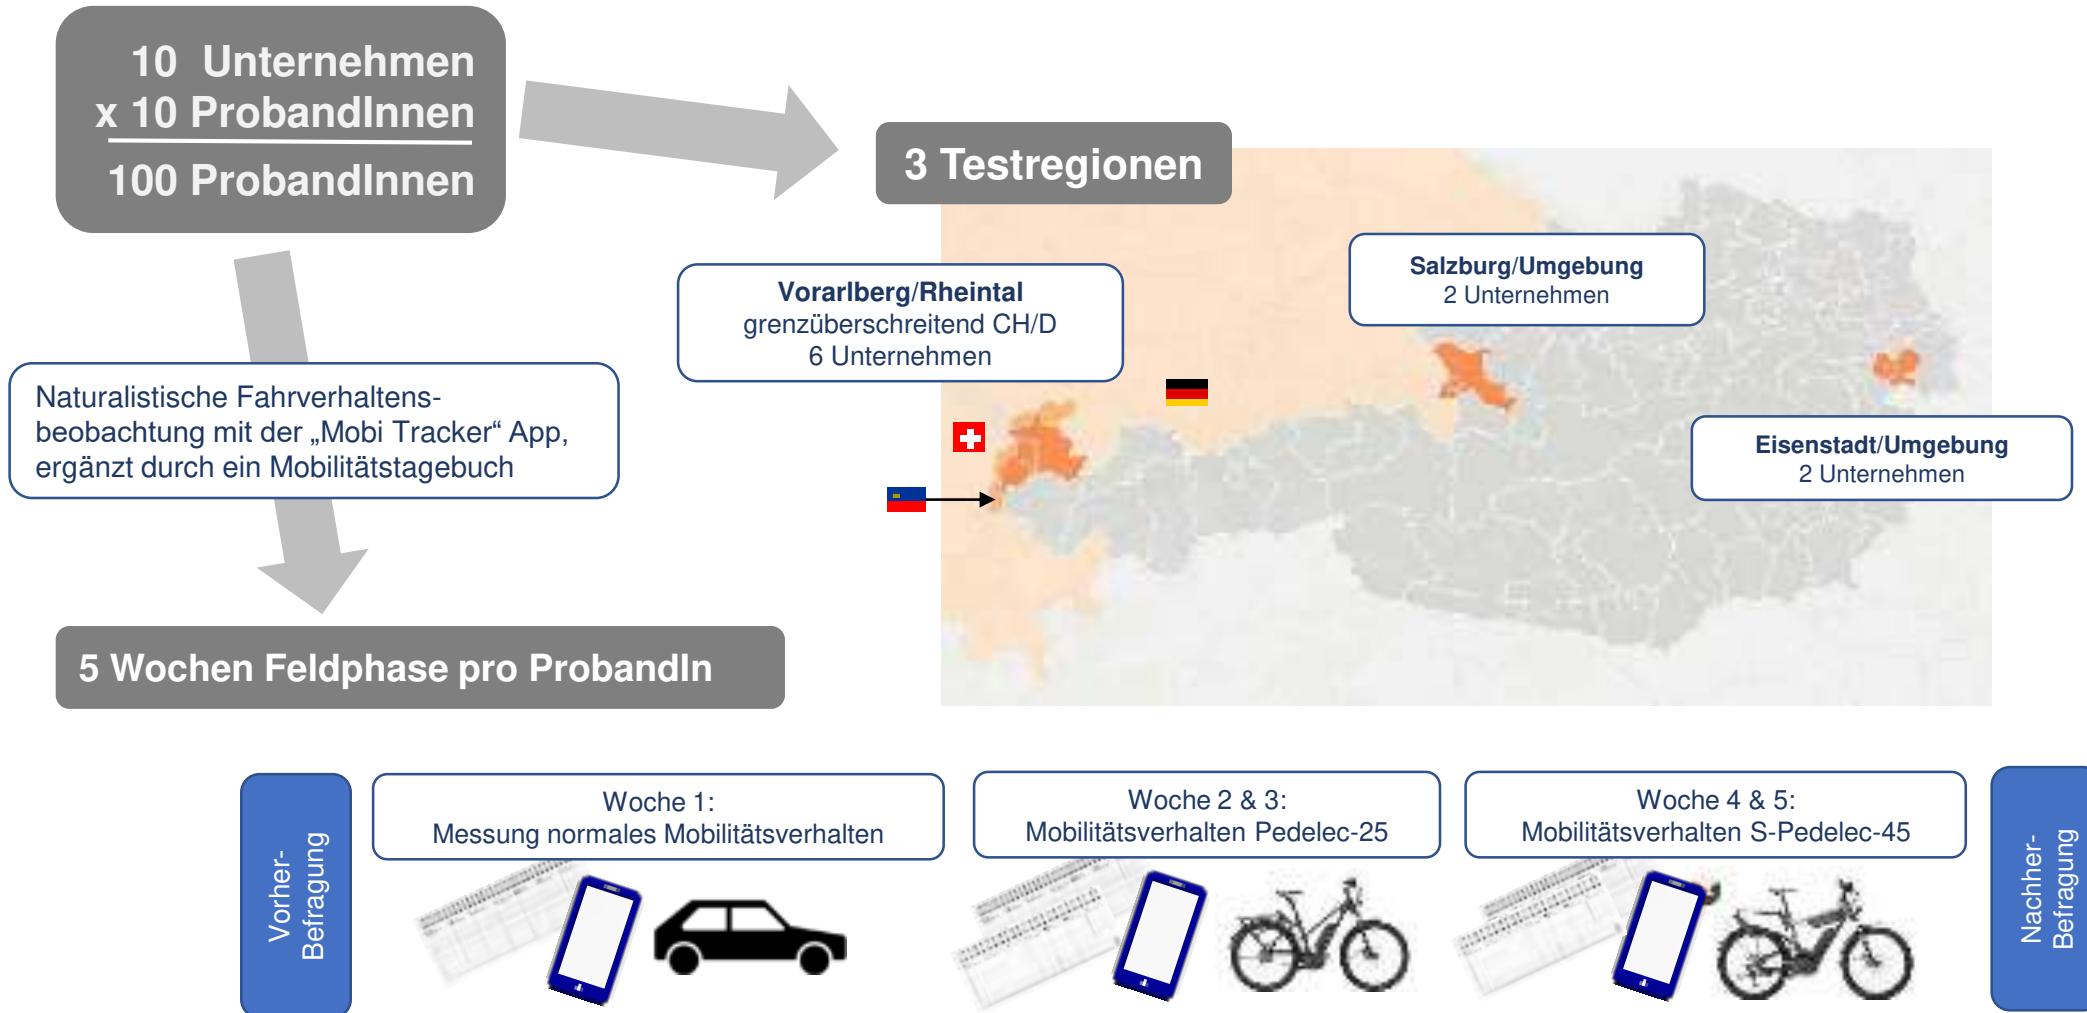 10 Unternehmen
x 10 ProbandInnen
100 ProbandInnen
3 Testregionen
Vorarlberg/Rheintal
grenzüberschreitend CH/D
6 Unternehmen
Salzburg/Umgebung
2 Unternehmen
Eisenstadt/Umgebung
2 Unternehmen
Naturalistische Fahrverhaltens-
beobachtung mit der „Mobi Tracker“ App,
ergänzt durch ein Mobilitätstagebuch
5 Wochen Feldphase pro ProbandIn
Vorher-
Befragung
Woche 1:
Messung normales Mobilitätsverhalten
Woche 2 & 3:
Mobilitätsverhalten Pedelec-25
Woche 4 & 5:
Mobilitätsverhalten S-Pedelec-45
Nachher-
Befragung